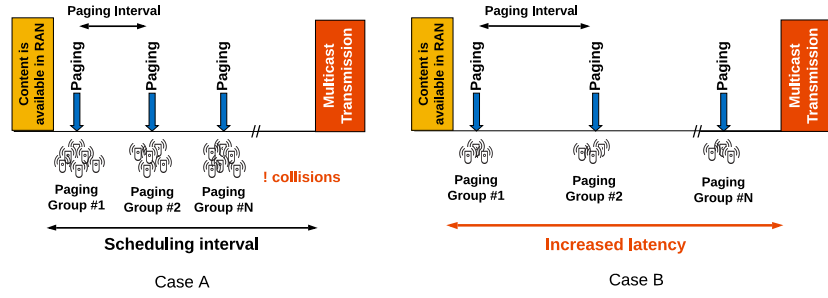 Paging Interval
Content is
available in RAN
Paging
Paging
Paging
//
Multicast
Transmission
! collisions
Paging
Group #1
Paging
Group #2
Paging
Group #N
Scheduling interval
Case A
Paging Interval
Content is
available in RAN
Paging
Paging
Paging
//
Multicast
Transmission
Paging
Group #1
Paging
Group #2
Paging
Group #N
Increased latency
Case B